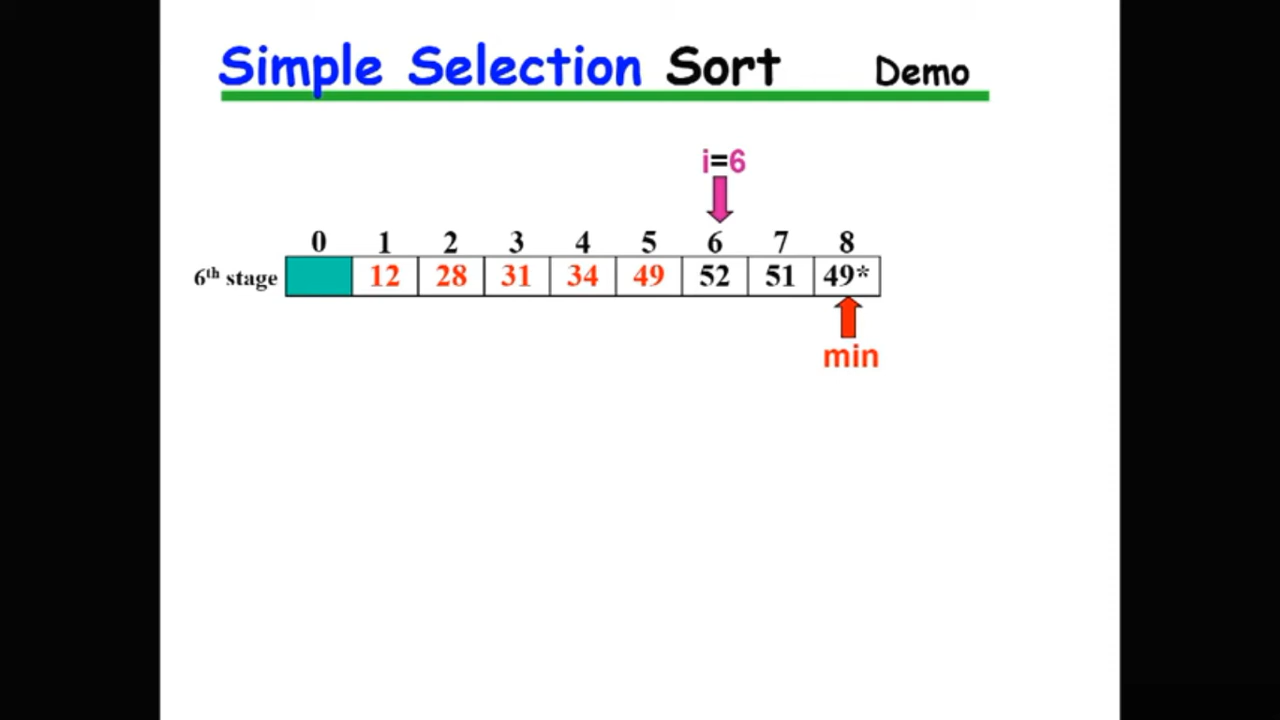 Simple Selection Sort Demo
i=6
0 1 2 3 4 5 6 7 8
6th stage 12 28 31 34 49 52 51 49*
min